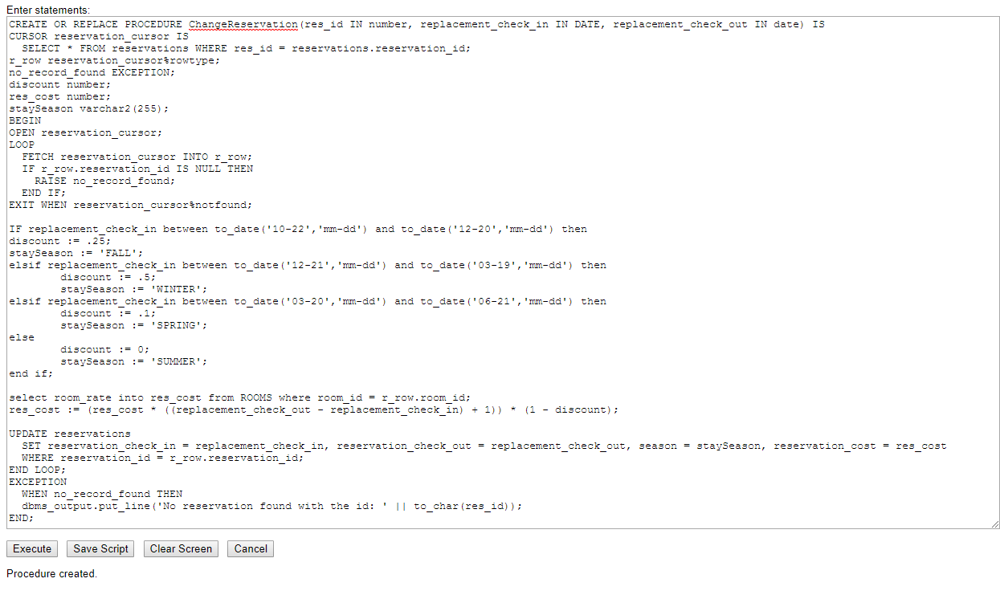 Enter statements:
CREATE OR REPLACE PROCEDURE ChangeReservation(res_id IN number, replacement_check_in IN DATE, replacement_check_out IN date) IS
CURSOR reservation_cursor IS
  SELECT * FROM reservations WHERE res_id = reservations.reservation_id;
r_row reservation_cursor%rowtype;
no_record_found EXCEPTION;
discount number;
res_cost number;
staySeason varchar2(255);
BEGIN
OPEN reservation_cursor;
LOOP
  FETCH reservation_cursor INTO r_row;
  IF r_row.reservation_id IS NULL THEN
    RAISE no_record_found;
  END IF;
EXIT WHEN reservation_cursor%notfound;

IF replacement_check_in between to_date('10-22','mm-dd') and to_date('12-20','mm-dd') then
discount := .25;
staySeason := 'FALL';
elsif replacement_check_in between to_date('12-21','mm-dd') and to_date('03-19','mm-dd') then
        discount := .5;
        staySeason := 'WINTER';
elsif replacement_check_in between to_date('03-20','mm-dd') and to_date('06-21','mm-dd') then
        discount := .1;
        staySeason := 'SPRING';
else
        discount := 0;
        staySeason := 'SUMMER';
end if;

select room_rate into res_cost from ROOMS where room_id = r_row.room_id;
res_cost := (res_cost * ((replacement_check_out - replacement_check_in) + 1)) * (1 - discount);

UPDATE reservations
  SET reservation_check_in = replacement_check_in, reservation_check_out = replacement_check_out, season = staySeason, reservation_cost = res_cost
  WHERE reservation_id = r_row.reservation_id;
END LOOP;
EXCEPTION
  WHEN no_record_found THEN
  dbms_output.put_line('No reservation found with the id: ' || to_char(res_id));
END;
Execute Save Script Clear Screen Cancel
Procedure created.